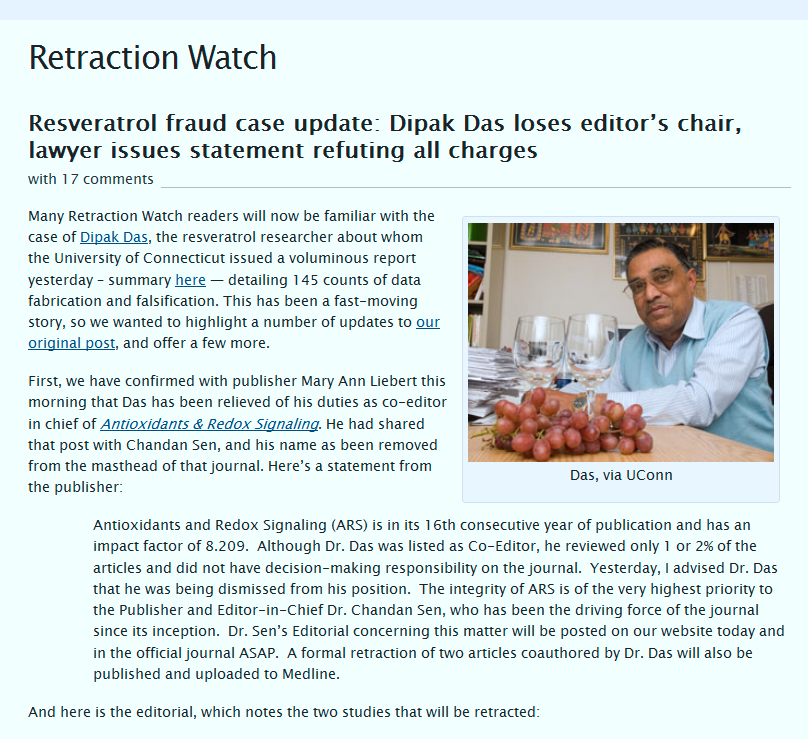 Retraction Watch
Resveratrol fraud case update: Dipak Das loses editor's chair,
lawyer issues statement refuting all charges
with 17 comments
Many Retraction Watch readers will now be familiar with the
case of Dipak Das, the resveratrol researcher about whom
the University of Connecticut issued a voluminous report
yesterday – summary here — detailing 145 counts of data
fabrication and falsification. This has been a fast-moving
story, so we wanted to highlight a number of updates to our
original post, and offer a few more.
First, we have confirmed with publisher Mary Ann Liebert this
morning that Das has been relieved of his duties as co-editor
in chief of Antioxidants & Redox Signaling. He had shared
that post with Chandan Sen, and his name as been removed
from the masthead of that journal. Here's a statement from
the publisher:
Das, via UConn
Antioxidants and Redox Signaling (ARS) is in its 16th consecutive year of publication and has an
impact factor of 8.209.  Although Dr. Das was listed as Co-Editor, he reviewed only 1 or 2% of the
articles and did not have decision-making responsibility on the journal.  Yesterday, I advised Dr. Das
that he was being dismissed from his position.  The integrity of ARS is of the very highest priority to
the Publisher and Editor-in-Chief Dr. Chandan Sen, who has been the driving force of the journal
since its inception.  Dr. Sen's Editorial concerning this matter will be posted on our website today and
in the official journal ASAP.  A formal retraction of two articles coauthored by Dr. Das will also be
published and uploaded to Medline.
And here is the editorial, which notes the two studies that will be retracted: